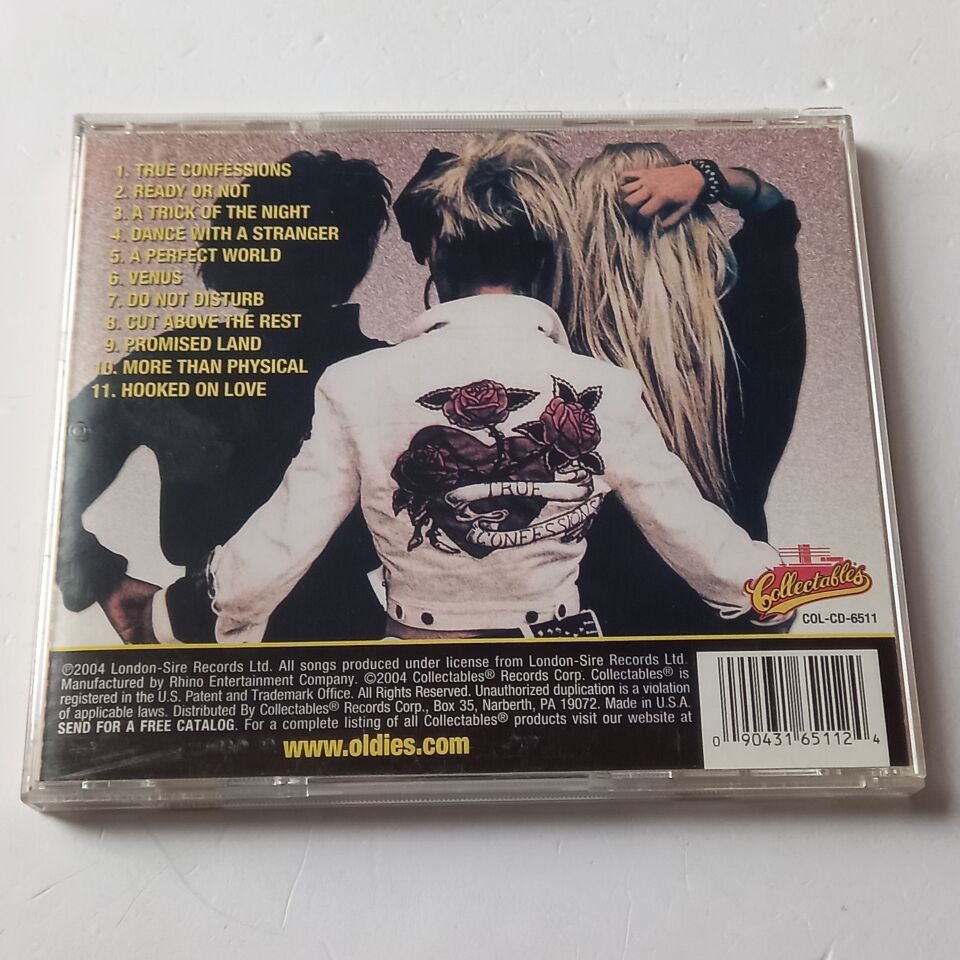 1. TRUE CONFESSIONS
2. READY OR NOT
3. A TRICK OF THE NIGHT
4. DANCE WITH A STRANGER
5. A PERFECT WORLD
6. VENUS
7. DO NOT DISTURB
8. CUT ABOVE THE REST
9. PROMISED LAND
10. MORE THAN PHYSICAL
11. HOOKED ON LOVE
TRUE
CONFESSIONS
Collectables
COL-CD-6511
℗2004 London-Sire Records Ltd. All songs produced under license from London-Sire Records Ltd.
Manufactured by Rhino Entertainment Company. ©2004 Collectables® Records Corp. Collectables® is
registered in the U.S. Patent and Trademark Office. All Rights Reserved. Unauthorized duplication is a violation
of applicable laws. Distributed By Collectables® Records Corp., Box 35, Narberth, PA 19072. Made in U.S.A.
SEND FOR A FREE CATALOG. For a complete listing of all Collectables® products visit our website at
www.oldies.com
0 90431 65112 4